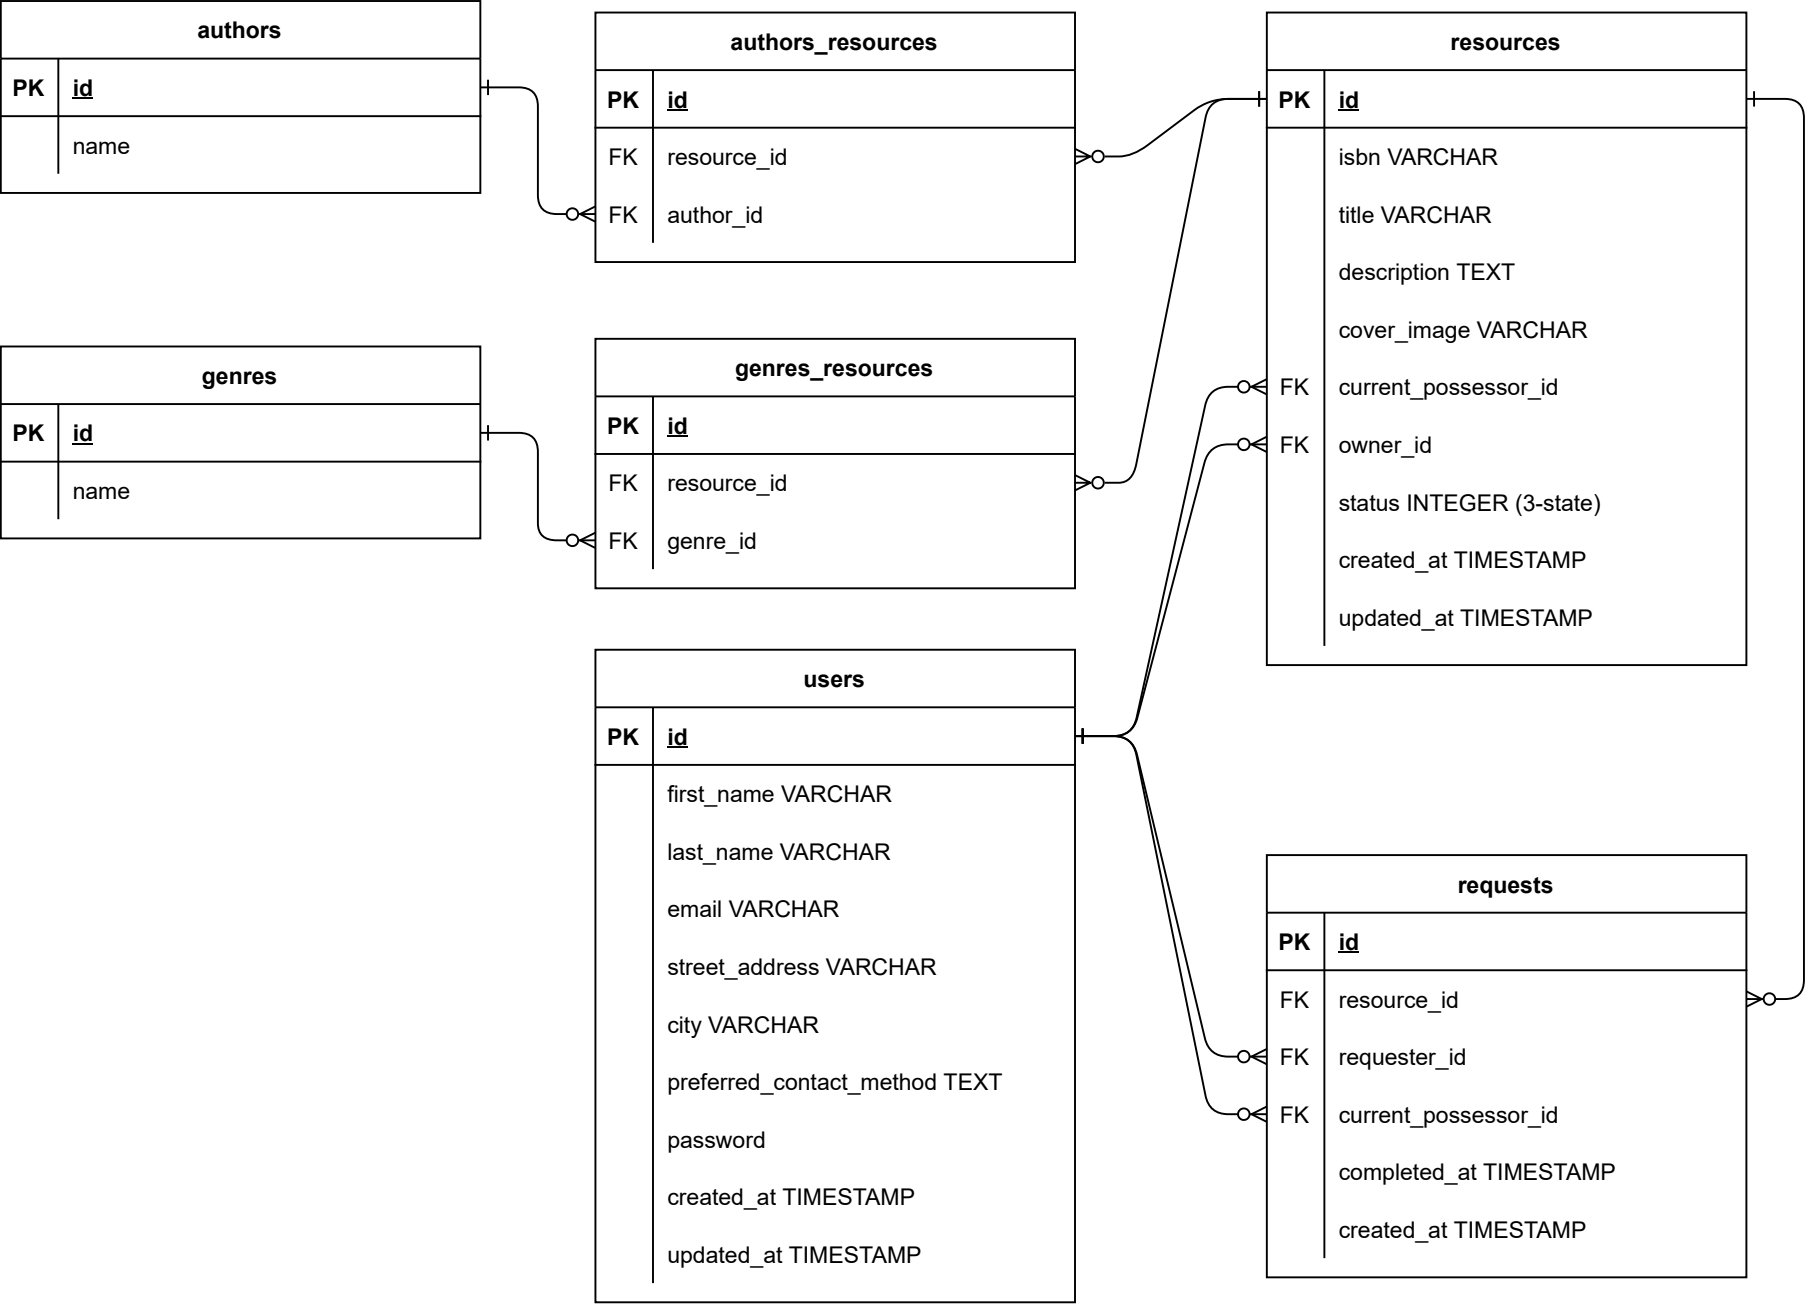 authors
PK id
name
authors_resources
PK id
FK resource_id
FK author_id
resources
PK id
isbn VARCHAR
title VARCHAR
description TEXT
cover_image VARCHAR
FK current_possessor_id
FK owner_id
status INTEGER (3-state)
created_at TIMESTAMP
updated_at TIMESTAMP
genres
PK id
name
genres_resources
PK id
FK resource_id
FK genre_id
users
PK id
first_name VARCHAR
last_name VARCHAR
email VARCHAR
street_address VARCHAR
city VARCHAR
preferred_contact_method TEXT
password
created_at TIMESTAMP
updated_at TIMESTAMP
requests
PK id
FK resource_id
FK requester_id
FK current_possessor_id
completed_at TIMESTAMP
created_at TIMESTAMP